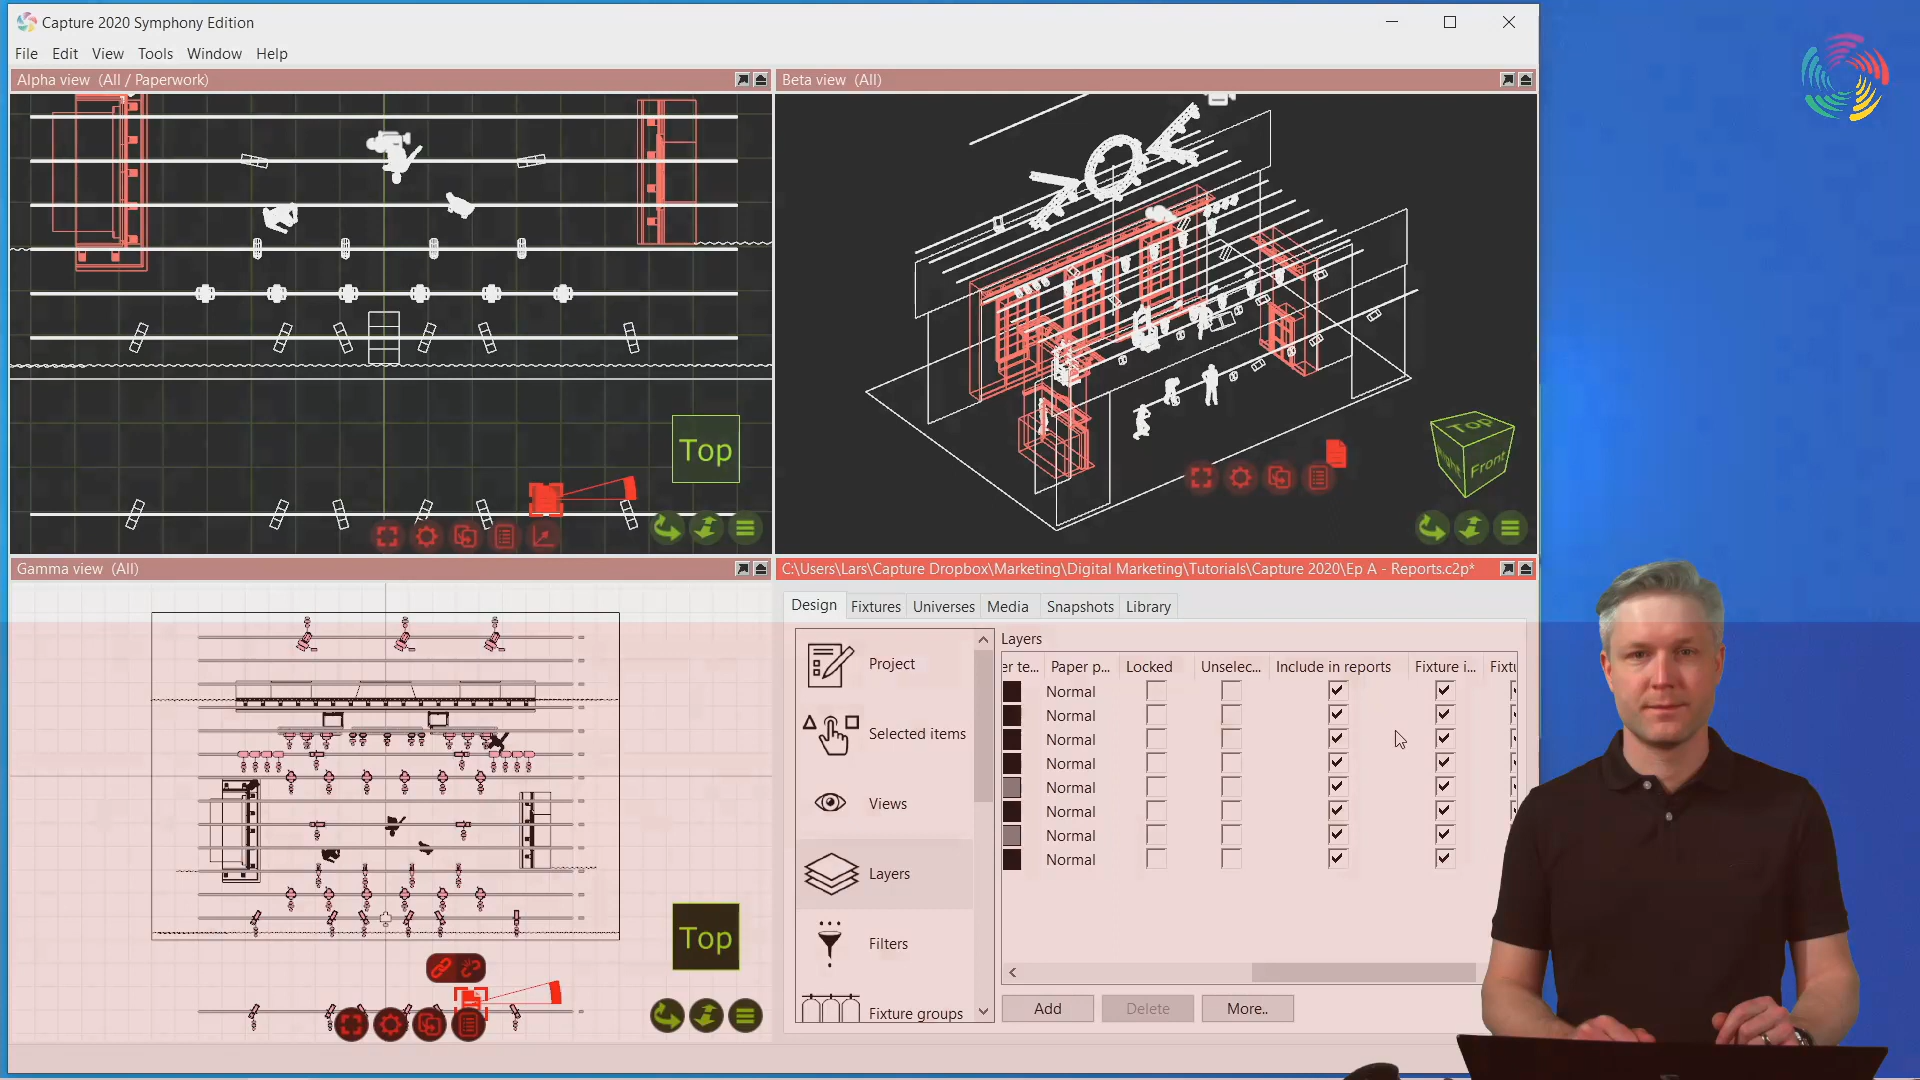 Capture 2020 Symphony Edition
File Edit View Tools Window Help
Alpha view (All / Paperwork)
Beta view (All)
Top
Top
Right
Front
Gamma view (All)
C:\Users\Lars\Capture Dropbox\Marketing\Digital Marketing\Tutorials\Capture 2020\Ep A - Reports.c2p*
Design Fixtures Universes Media Snapshots Library
Project
Selected items
Views
Layers
Filters
Fixture groups
Layers
er te... Paper p... Locked Unselec... Include in reports Fixture i... Fixtu
Normal
Normal
Normal
Normal
Normal
Normal
Normal
Normal
Add Delete More..
Top